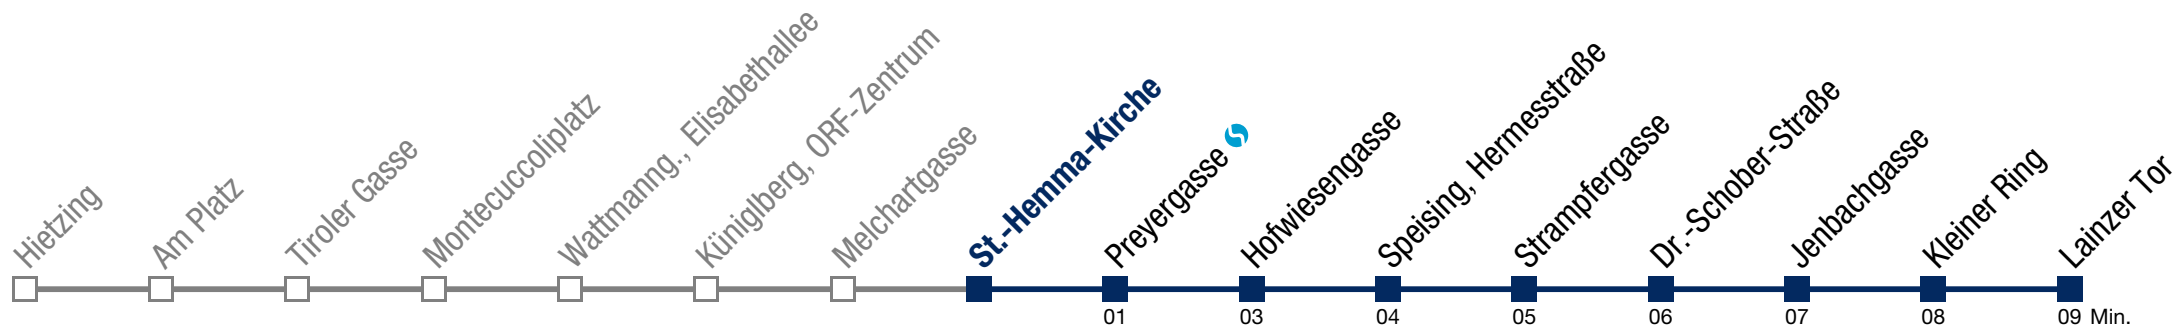 Hietzing
Am Platz
Tiroler Gasse
Montecuccoliplatz
Wattmanng., Elisabethallee
Küniglberg, ORF-Zentrum
Melchartgasse
St.-Hemma-Kirche
Preyergasse
Hofwiesengasse
Speising, Hermesstraße
Strampfergasse
Dr.-Schober-Straße
Jenbachgasse
Kleiner Ring
Lainzer Tor
01 03 04 05 06 07 08 09 Min.